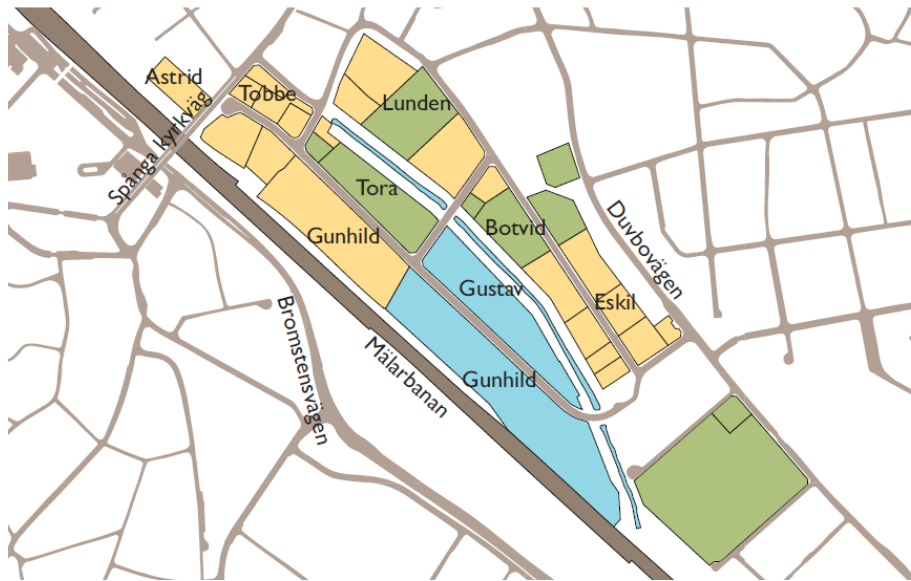 Astrid
Tobbe
Lunden
Spånga kyrkväg
Tora
Botvid
Gunhild
Duvbovägen
Gustav
Eskil
Bromstensvägen
Mälarbanan
Gunhild